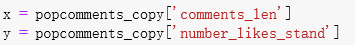 x = popcomments_copy['comments_len']
y = popcomments_copy['number_likes_stand']